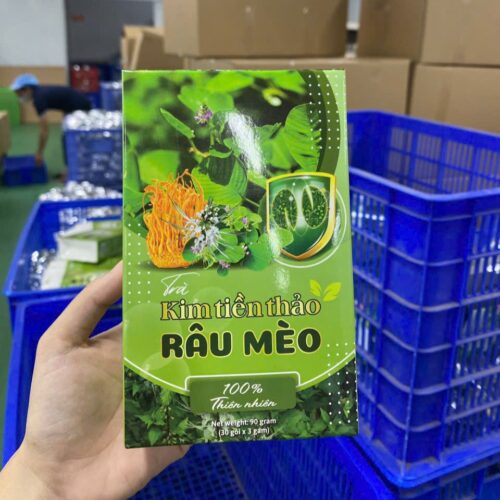 Trà
Kim tiền thảo
RÂU MÈO
100%
Thiên nhiên
Net weight: 90 gram
(30 gói x 3 gam)